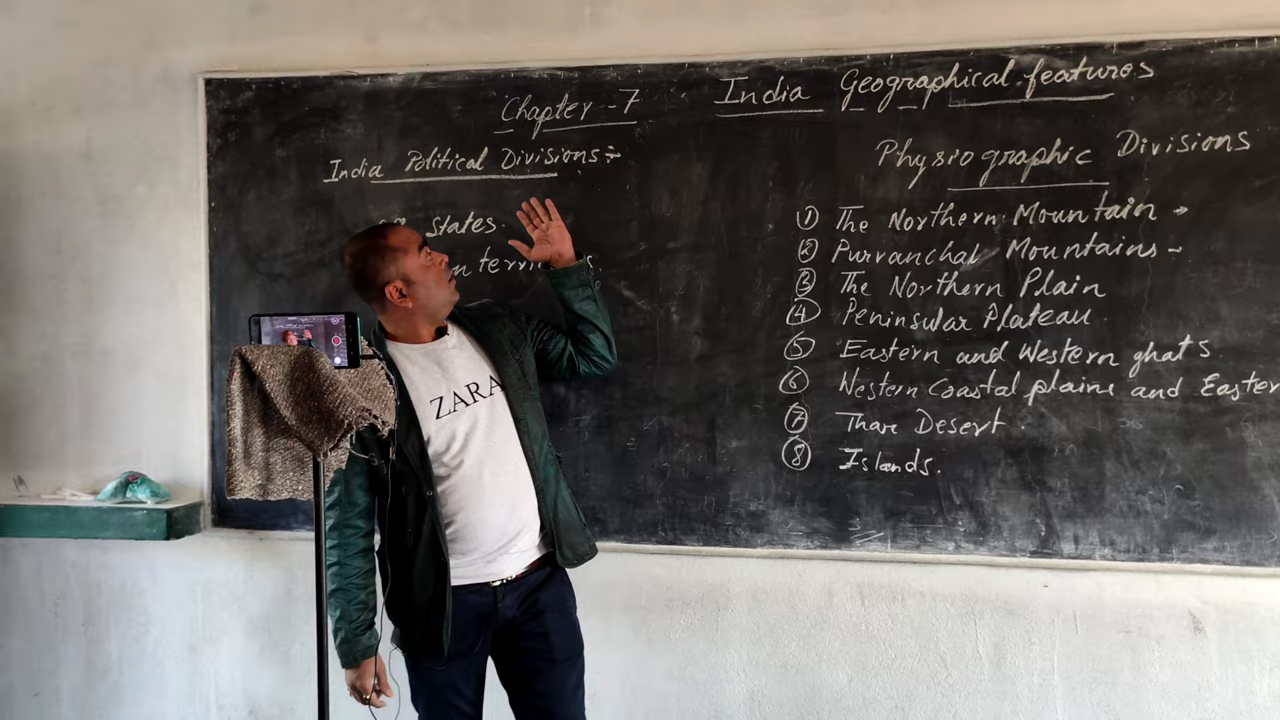 Chapter - 7
India Political Divisions :-
States.
India Geographical features
Physiographic Divisions
① The Northern Mountain →
② Purvanchal Mountains -
③ The Northern Plain
④ Peninsular Plateau
⑤ Eastern and Western ghats.
⑥ Western Coastal plains and Easter
⑦ Thar Desert
⑧ Islands.
ZARA